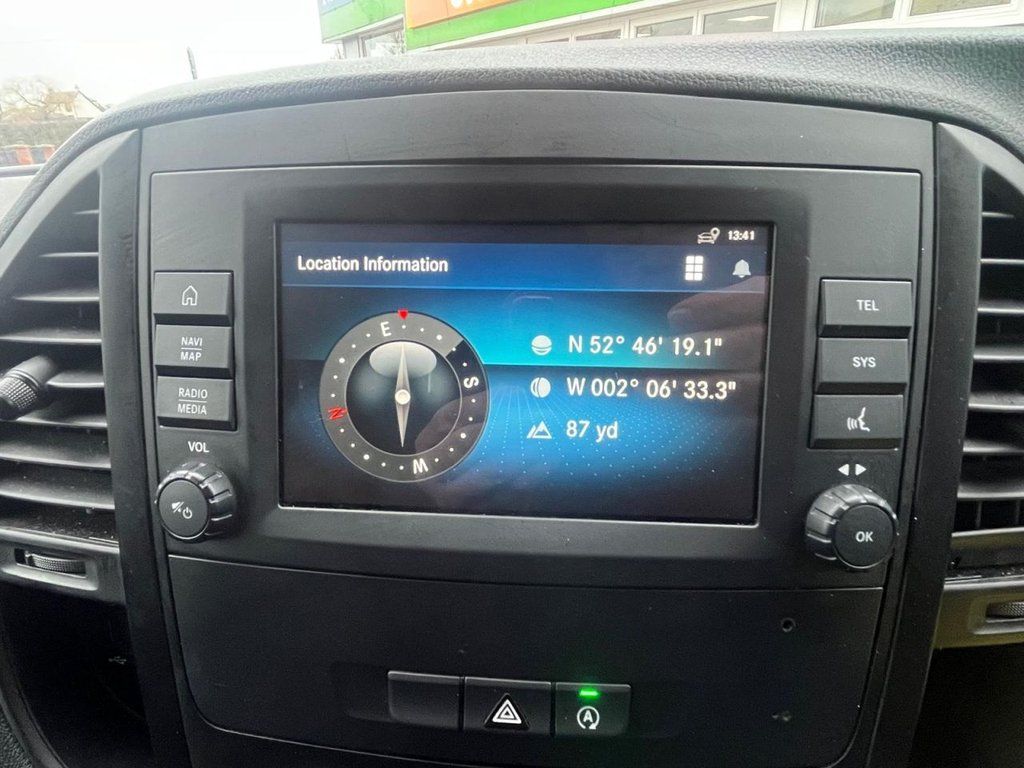 13:41
Location Information
E
S
N
W
N 52° 46' 19.1"
W 002° 06' 33.3"
87 yd
NAVI
MAP
RADIO
MEDIA
VOL
TEL
SYS
OK
A